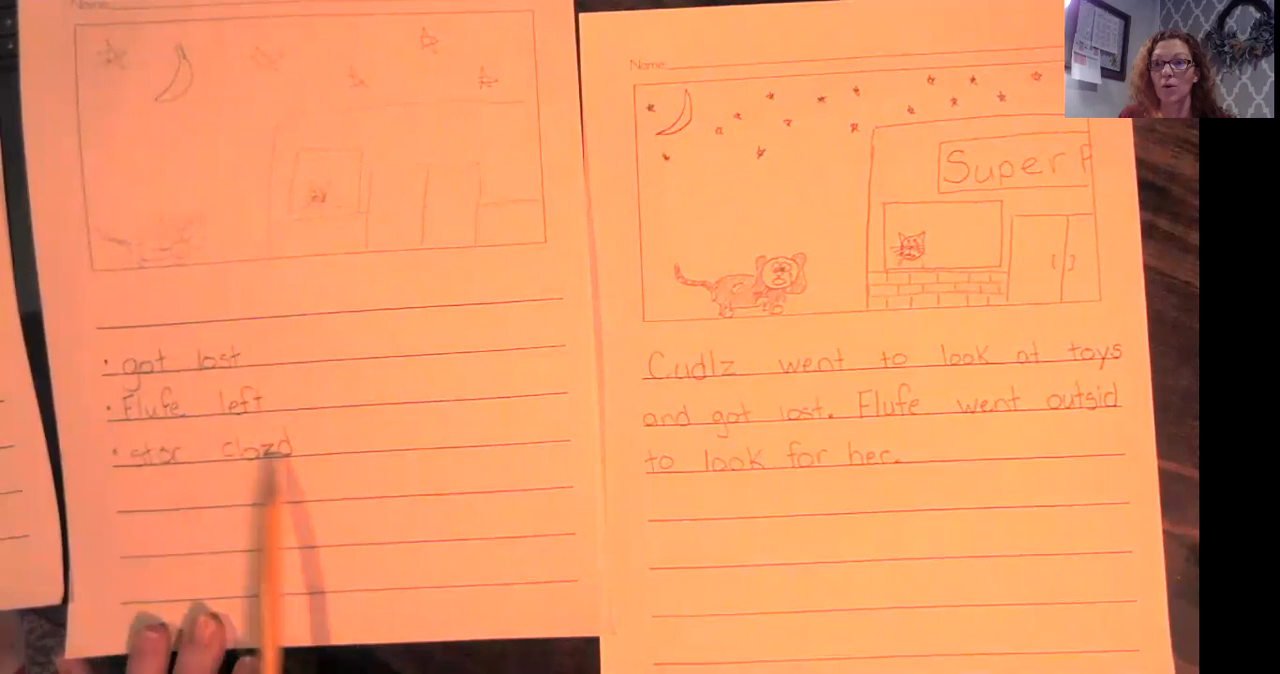 Name
· got lost
· Flufe left
· stor clozd
Name
Super P
Cudlz went to look at toys
and got lost. Flufe went outsid
to look for her.